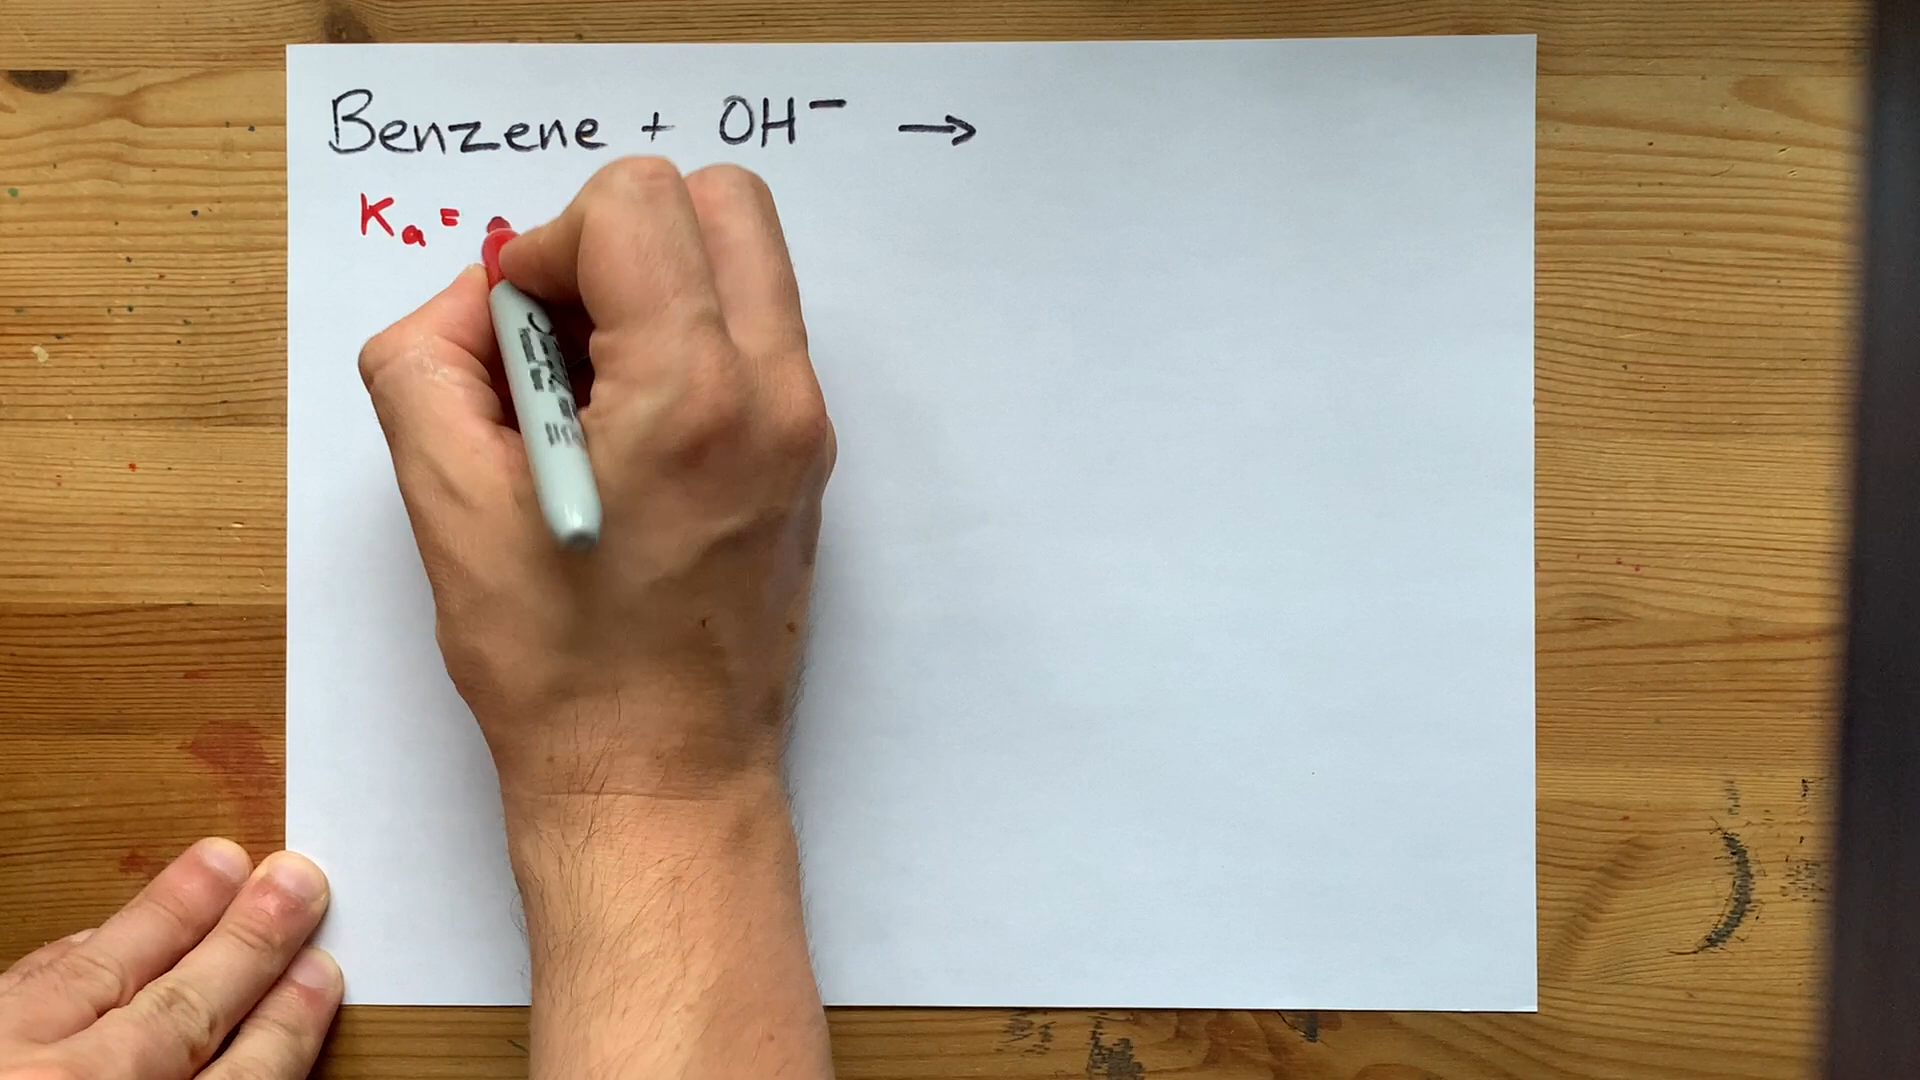 Benzene + OH⁻ →
Ka =